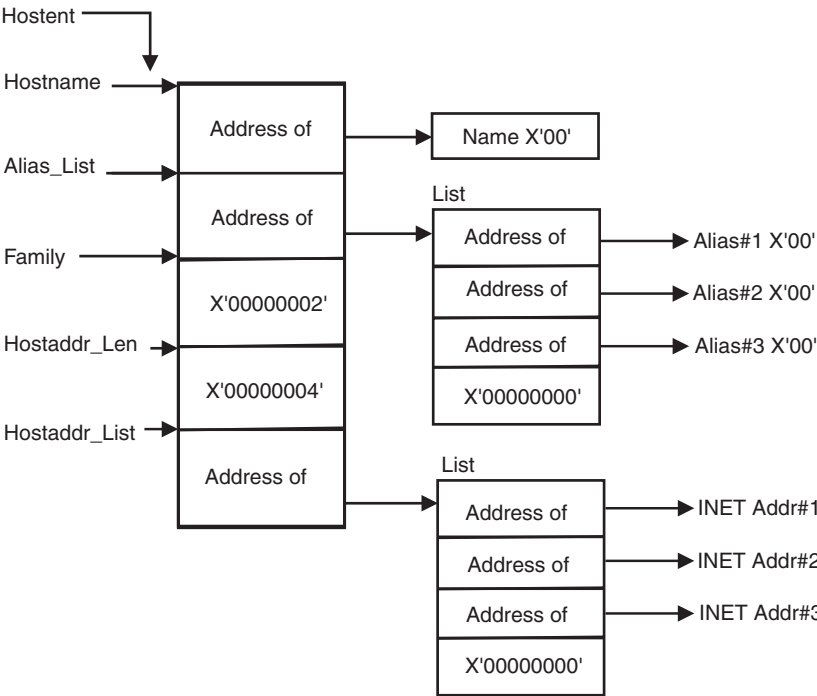 Hostent
Hostname
Address of
Name X'00'
Alias_List
List
Address of
Address of
Alias#1 X'00'
Family
X'00000002'
Address of
Alias#2 X'00'
Hostaddr_Len
Address of
Alias#3 X'00'
X'00000004'
X'00000000'
Hostaddr_List
List
Address of
Address of
INET Addr#1
Address of
INET Addr#2
Address of
INET Addr#3
X'00000000'